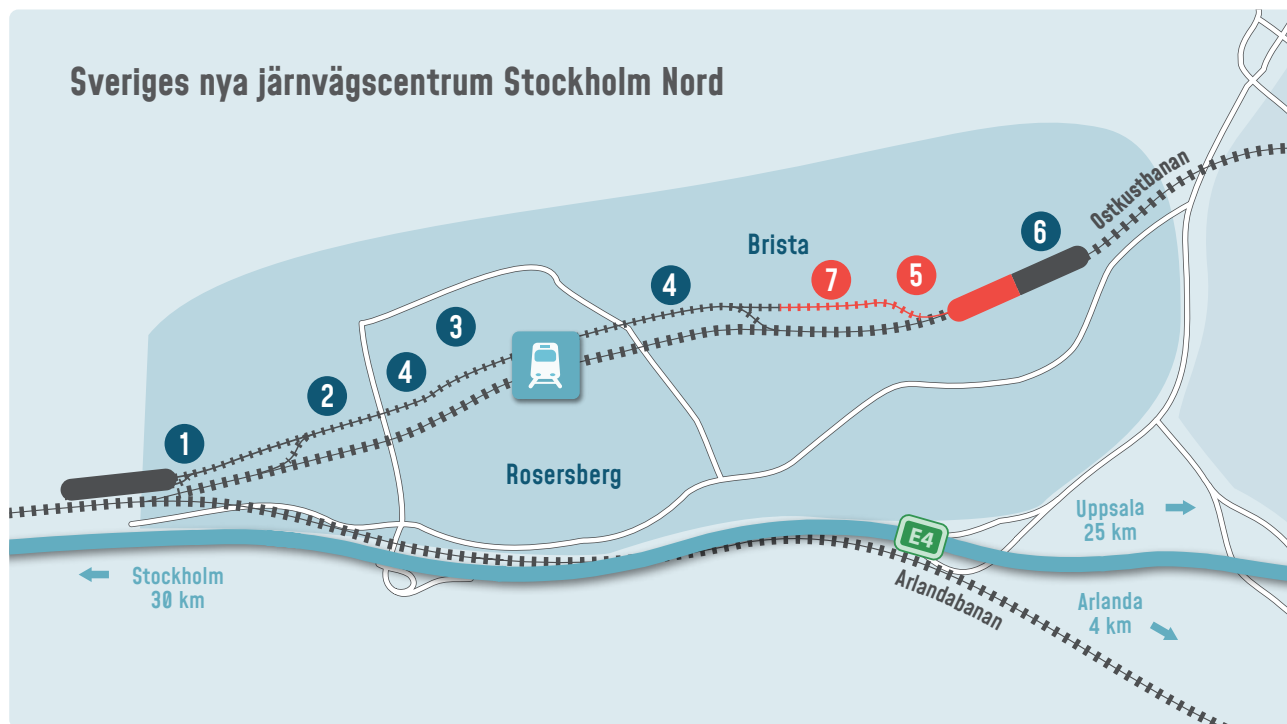 Sveriges nya järnvägscentrum Stockholm Nord
Ostkustbanan
6
Brista
7
5
4
3
4
2
1
Rosersberg
Uppsala
25 km
E4
Stockholm
30 km
Arlandabanan
Arlanda
4 km